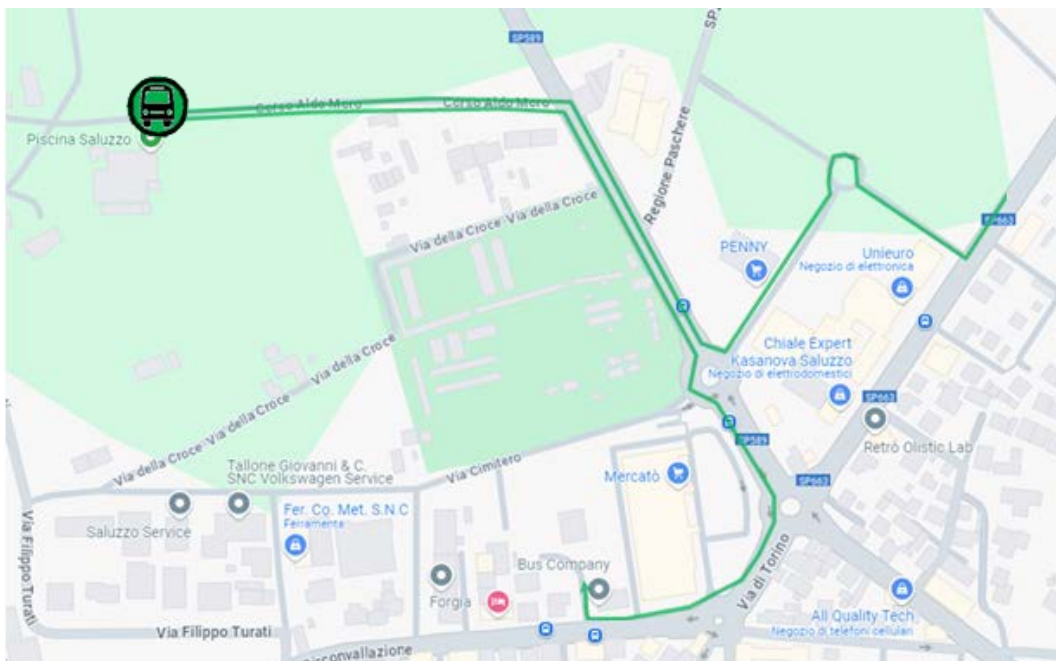 SP589
SP
Corso Aldo Moro
Corso Aldo Moro
Piscina Saluzzo
Regione Paschere
Via della Croce
Via della Croce
SP663
PENNY
Unieuro
Negozio di elettronica
Via della Croce
Chiale Expert
Kasanova Saluzzo
Negozio di elettrodomestici
SP663
Via della Croce
Via della Croce
SP589
Retrò Olistic Lab
Tallone Giovanni & C.
SNC Volkswagen Service
Via Cimitero
Mercatò
SP663
Fer. Co. Met. S.N.C
Ferramenta
Saluzzo Service
Via Filippo Turati
Bus Company
Via di Torino
Forgia
All Quality Tech
Negozio di telefoni cellulari
Via Filippo Turati